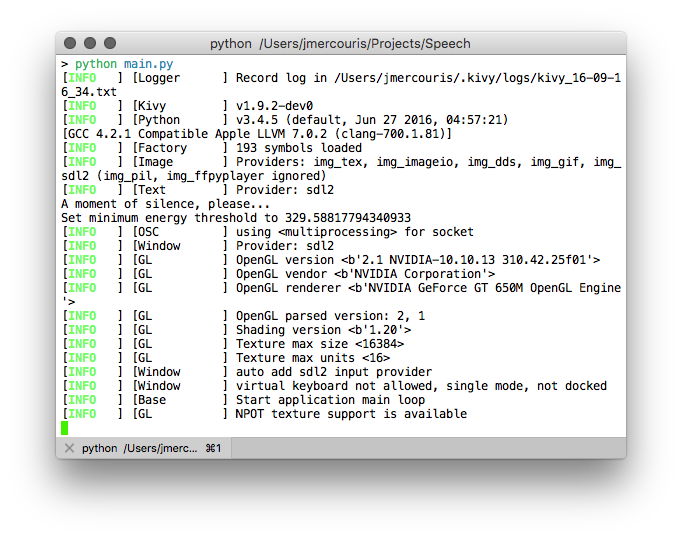 python  /Users/jmercouris/Projects/Speech
> python main.py
[INFO   ] [Logger      ] Record log in /Users/jmercouris/.kivy/logs/kivy_16-09-1
6_34.txt
[INFO   ] [Kivy        ] v1.9.2-dev0
[INFO   ] [Python      ] v3.4.5 (default, Jun 27 2016, 04:57:21)
[GCC 4.2.1 Compatible Apple LLVM 7.0.2 (clang-700.1.81)]
[INFO   ] [Factory     ] 193 symbols loaded
[INFO   ] [Image       ] Providers: img_tex, img_imageio, img_dds, img_gif, img_
sdl2 (img_pil, img_ffpyplayer ignored)
[INFO   ] [Text        ] Provider: sdl2
A moment of silence, please...
Set minimum energy threshold to 329.58817794340933
[INFO   ] [OSC         ] using <multiprocessing> for socket
[INFO   ] [Window      ] Provider: sdl2
[INFO   ] [GL          ] OpenGL version <b'2.1 NVIDIA-10.10.13 310.42.25f01'>
[INFO   ] [GL          ] OpenGL vendor <b'NVIDIA Corporation'>
[INFO   ] [GL          ] OpenGL renderer <b'NVIDIA GeForce GT 650M OpenGL Engine
'>
[INFO   ] [GL          ] OpenGL parsed version: 2, 1
[INFO   ] [GL          ] Shading version <b'1.20'>
[INFO   ] [GL          ] Texture max size <16384>
[INFO   ] [GL          ] Texture max units <16>
[INFO   ] [Window      ] auto add sdl2 input provider
[INFO   ] [Window      ] virtual keyboard not allowed, single mode, not docked
[INFO   ] [Base        ] Start application main loop
[INFO   ] [GL          ] NPOT texture support is available
python  /Users/jmerc...  ⌘1